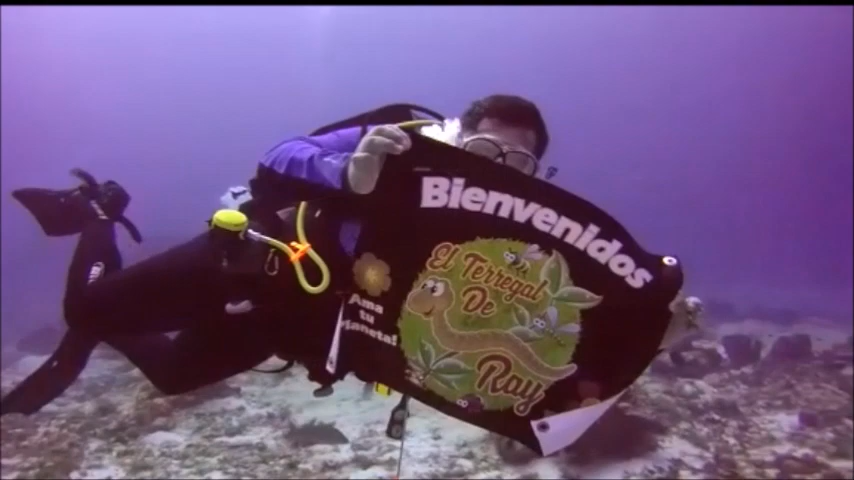 Bienvenidos
El Terregal
De
Ray
Ama
tu
planeta!